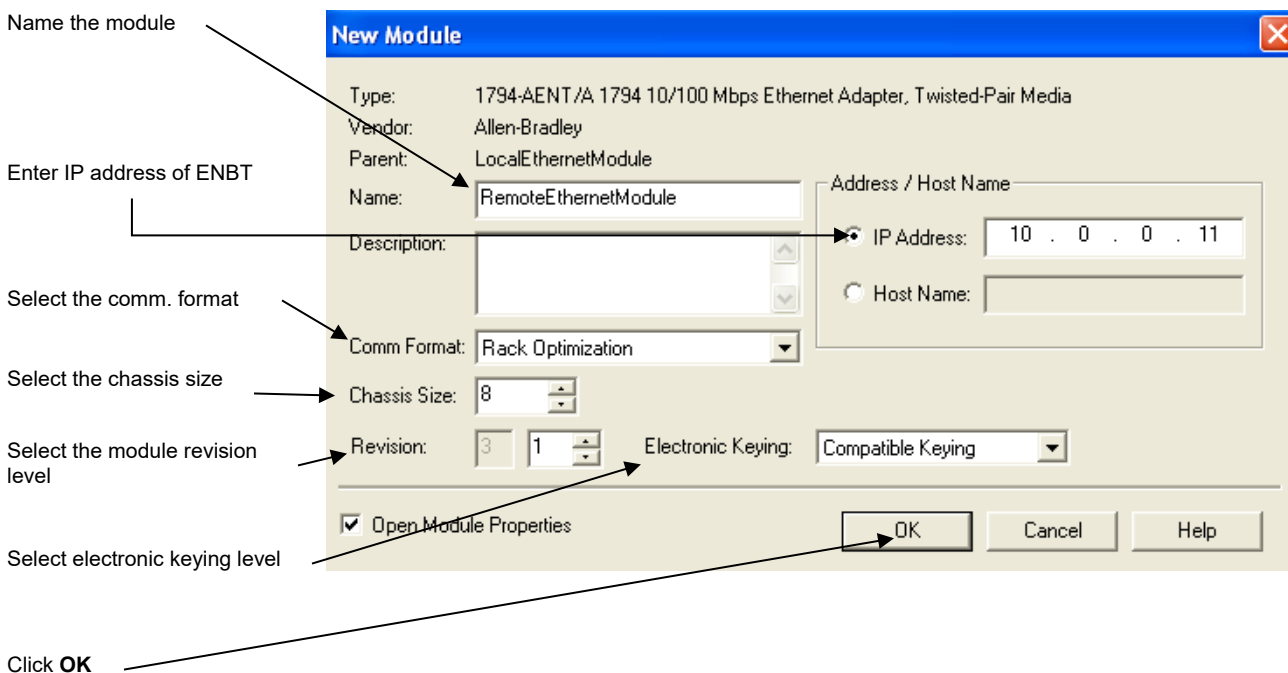 Name the module
New Module
Type: 1794-AENT/A 1794 10/100 Mbps Ethernet Adapter, Twisted-Pair Media
Vendor: Allen-Bradley
Parent: LocalEthernetModule
Enter IP address of ENBT
Name: RemoteEthernetModule
Address / Host Name
IP Address: 10 . 0 . 0 . 11
Description:
Host Name:
Select the comm. format
Comm Format: Rack Optimization
Select the chassis size
Chassis Size: 8
Select the module revision
level
Revision: 3 1 Electronic Keying: Compatible Keying
Open Module Properties
OK Cancel Help
Select electronic keying level
Click OK